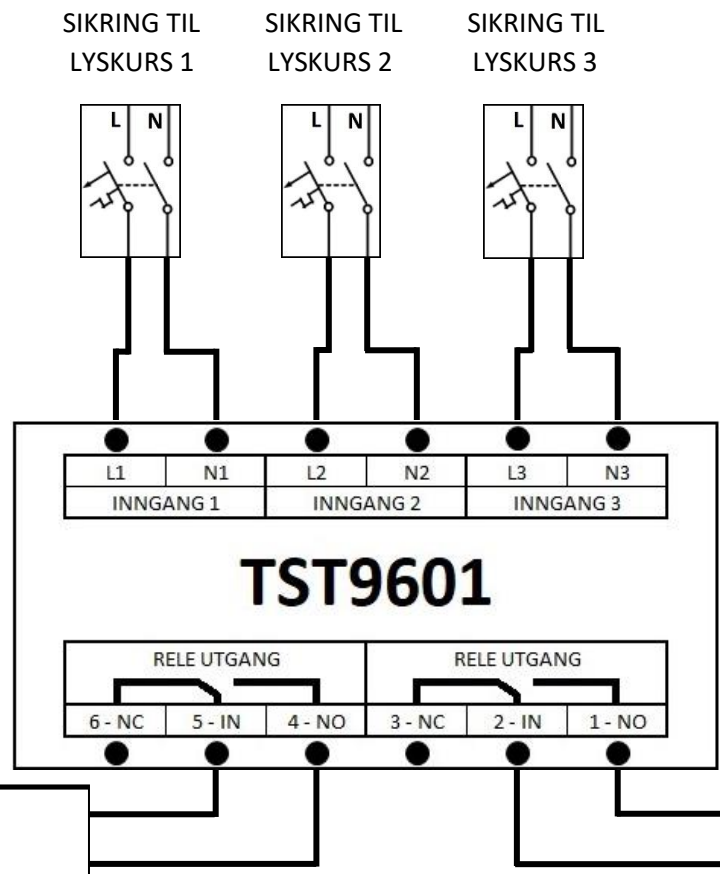 SIKRING TIL
LYSKURS 1
SIKRING TIL
LYSKURS 2
SIKRING TIL
LYSKURS 3
L N
L N
L N
L1 N1 L2 N2 L3 N3
INNGANG 1 INNGANG 2 INNGANG 3
TST9601
RELE UTGANG RELE UTGANG
6 - NC 5 - IN 4 - NO 3 - NC 2 - IN 1 - NO